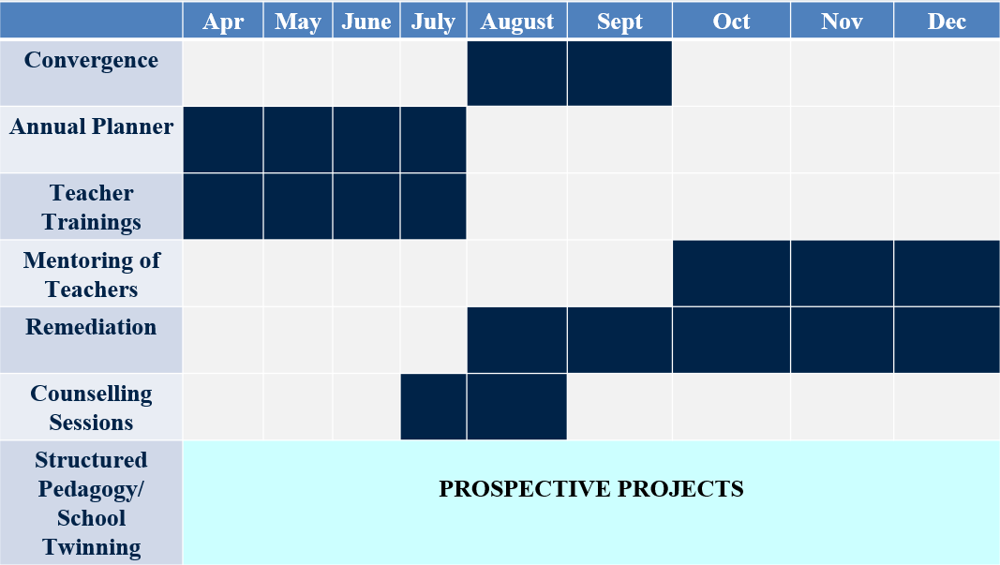 Apr May June July August Sept Oct Nov Dec
Convergence
Annual Planner
Teacher
Trainings
Mentoring of
Teachers
Remediation
Counselling
Sessions
Structured
Pedagogy/
School
Twinning
PROSPECTIVE PROJECTS